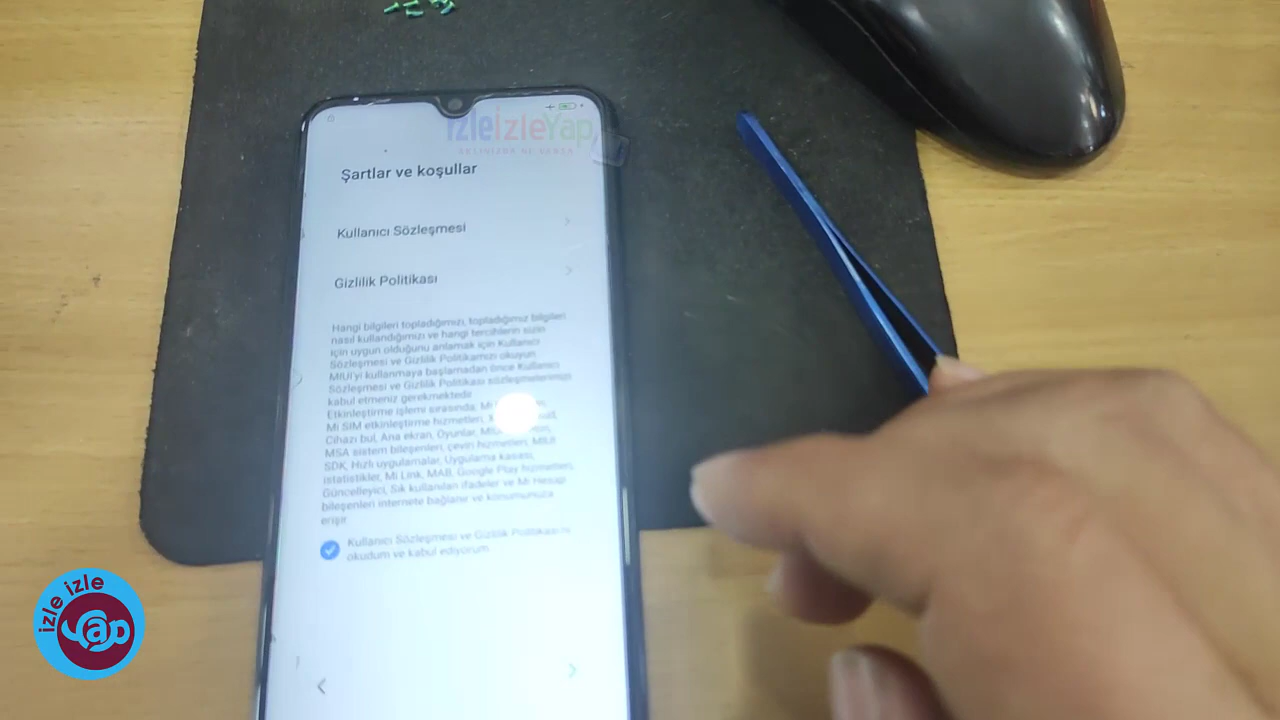 izleİzleYap
Şartlar ve koşullar
Kullanıcı Sözleşmesi
Gizlilik Politikası
Hangi bilgileri topladığımızı, topladığımız bilgileri
nasıl kullandığımızı ve hangi tercihlerin sizin
için uygun olduğunu anlamak için Kullanıcı
Sözleşmesi ve Gizlilik Politikamızı okuyun.
MIUI'yi kullanmaya başlamadan önce Kullanıcı
Sözleşmesi ve Gizlilik Politikası sözleşmelerimizin
kabul etmeniz gerekmektedir.
Etkinleştirme işlemi sırasında, Mi
Mi SIM etkinleştirme hizmetleri,
Cihazı bul, Ana ekran, Oyunlar,
MSA sistem bileşenleri, çeviri hizmetleri, MIUI
SDK, Hızlı uygulamalar, Uygulama kasası,
istatistikler, Mi Link, MAB, Google Play hizmetleri,
Güncelleyici, Sık kullanılan ifadeler ve Mi Hesabı
bileşenleri internete bağlanır ve konumunuza
erişir.
Kullanıcı Sözleşmesi ve Gizlilik Politikası'nı
okudum ve kabul ediyorum
izle izle
yap